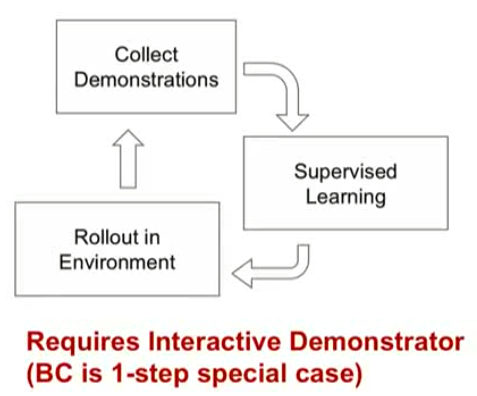 Collect
Demonstrations
Supervised
Learning
Rollout in
Environment
Requires Interactive Demonstrator
(BC is 1-step special case)